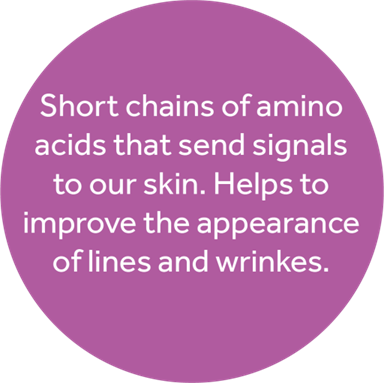 Short chains of amino
acids that send signals
to our skin. Helps to
improve the appearance
of lines and wrinkes.